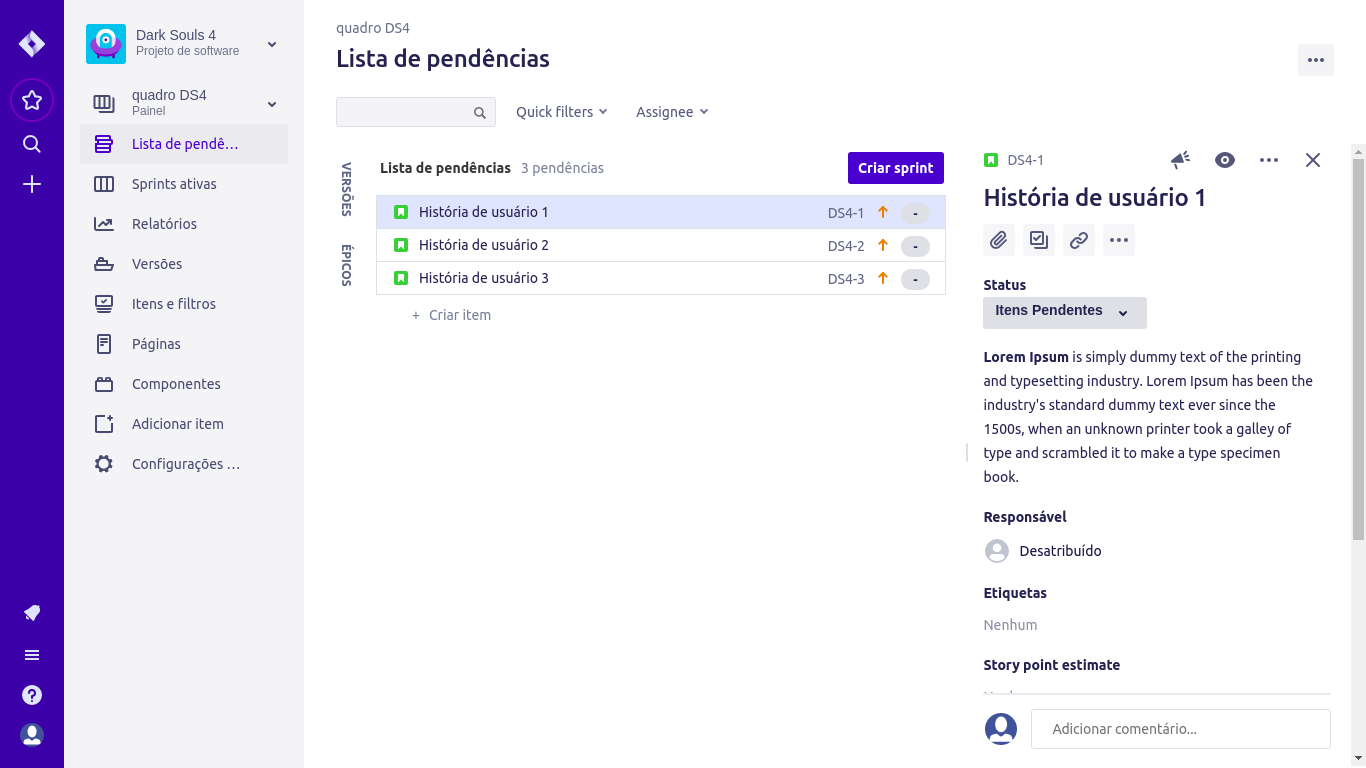 Dark Souls 4
Projeto de software
quadro DS4
Painel
Lista de pendê…
Sprints ativas
Relatórios
Versões
Itens e filtros
Páginas
Componentes
Adicionar item
Configurações …
quadro DS4
Lista de pendências
Quick filters
Assignee
VERSÕES
ÉPICOS
Lista de pendências 3 pendências
Criar sprint
História de usuário 1 DS4-1 -
História de usuário 2 DS4-2 -
História de usuário 3 DS4-3 -
+ Criar item
DS4-1
História de usuário 1
Status
Itens Pendentes
Lorem Ipsum is simply dummy text of the printing
and typesetting industry. Lorem Ipsum has been the
industry's standard dummy text ever since the
1500s, when an unknown printer took a galley of
type and scrambled it to make a type specimen
book.
Responsável
Desatribuído
Etiquetas
Nenhum
Story point estimate
Adicionar comentário...